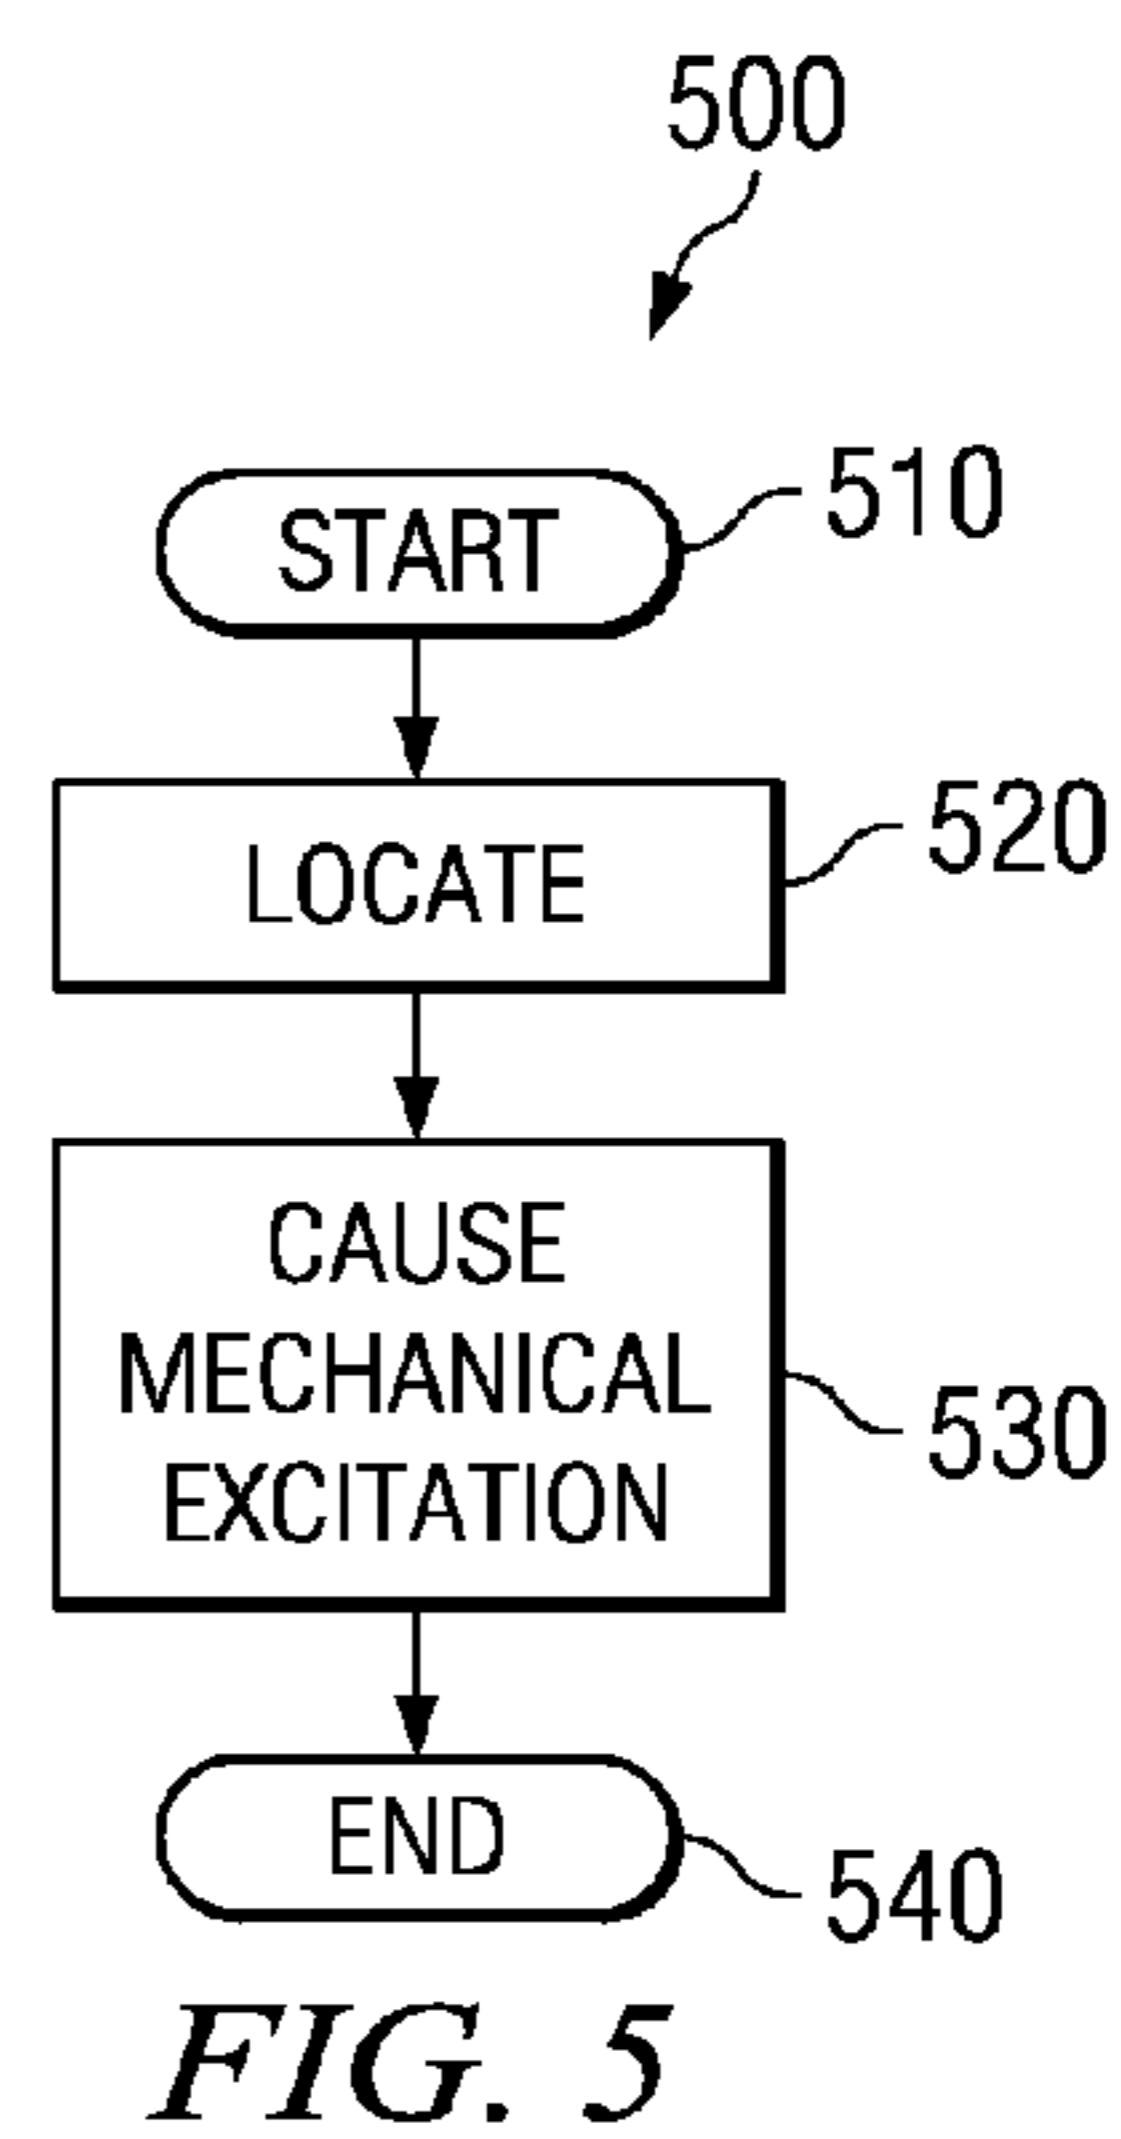 500
START
510
LOCATE
520
CAUSE
MECHANICAL
EXCITATION
530
END
540
FIG. 5